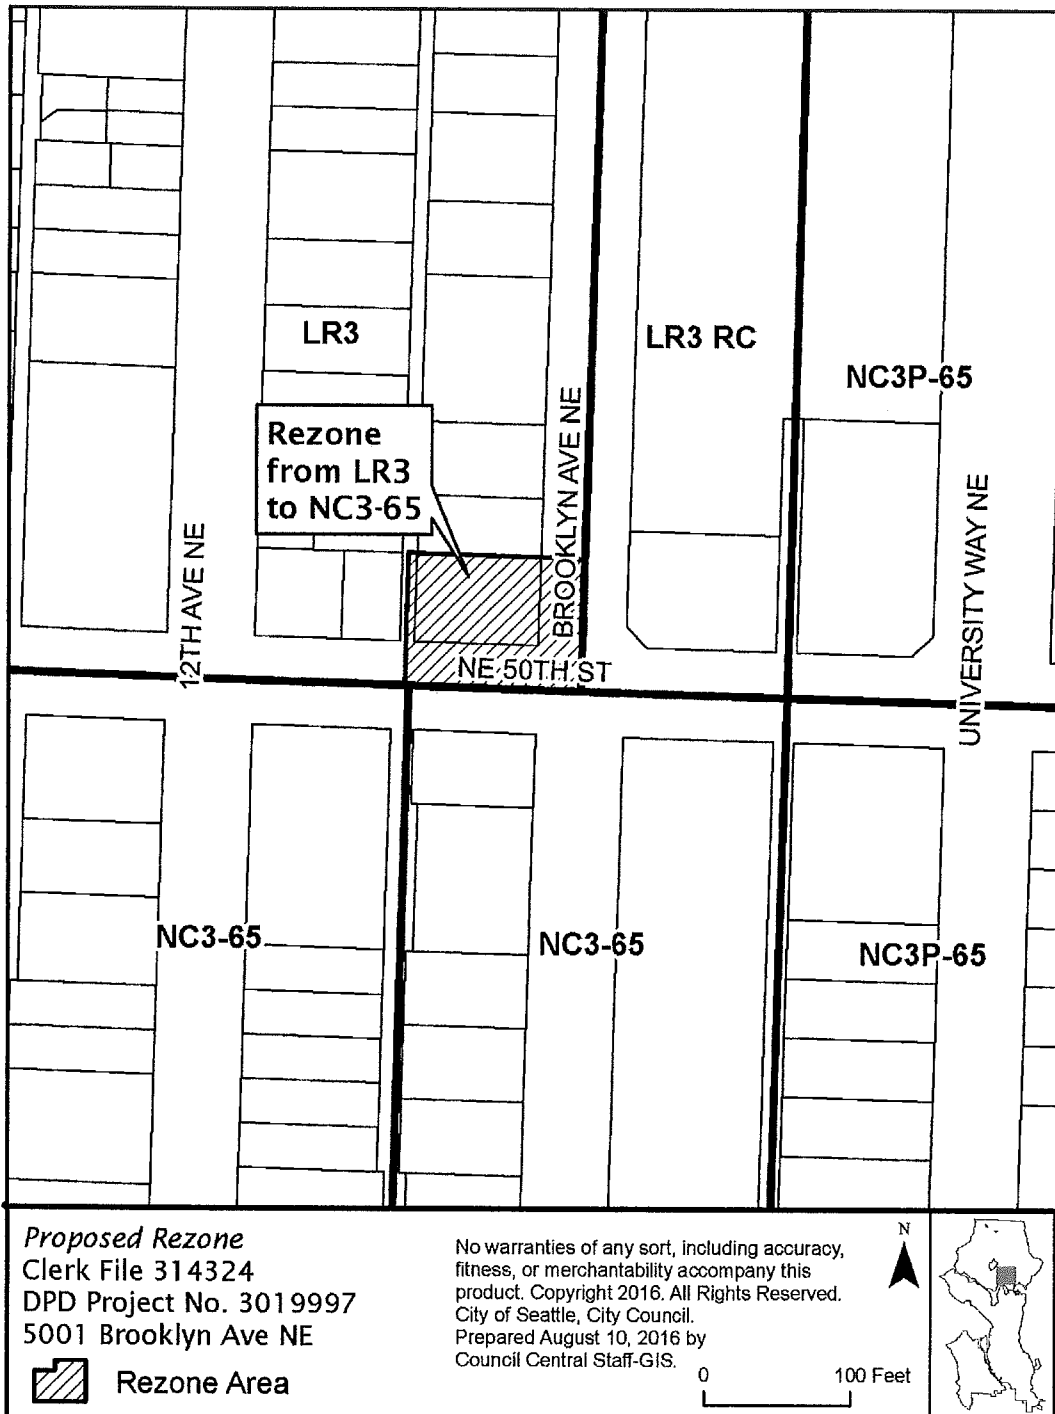 LR3
LR3 RC
NC3P-65
Rezone
from LR3
to NC3-65
BROOKLYN AVE NE
12TH AVE NE
UNIVERSITY WAY NE
NE 50TH ST
NC3-65
NC3-65
NC3P-65
Proposed Rezone
Clerk File 314324
DPD Project No. 3019997
5001 Brooklyn Ave NE
Rezone Area
No warranties of any sort, including accuracy,
fitness, or merchantability accompany this
product. Copyright 2016. All Rights Reserved.
City of Seattle, City Council.
Prepared August 10, 2016 by
Council Central Staff-GIS.
0 100 Feet
N